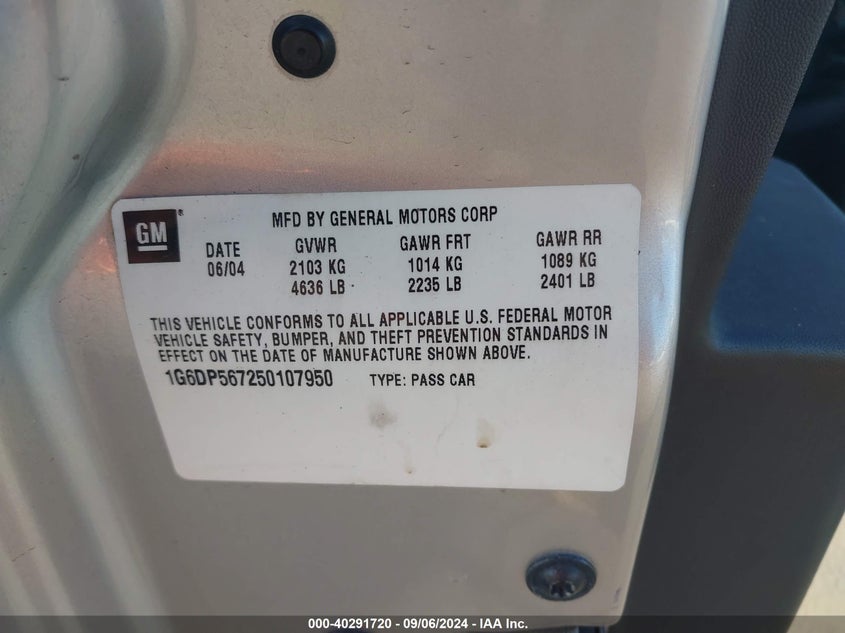 MFD BY GENERAL MOTORS CORP
GM®
DATE GVWR GAWR FRT GAWR RR
06/04 2103 KG 1014 KG 1089 KG
4636 LB 2235 LB 2401 LB
THIS VEHICLE CONFORMS TO ALL APPLICABLE U.S. FEDERAL MOTOR
VEHICLE SAFETY, BUMPER, AND THEFT PREVENTION STANDARDS IN
EFFECT ON THE DATE OF MANUFACTURE SHOWN ABOVE.
1G6DP567250107950 TYPE: PASS CAR
000-40291720 - 09/06/2024 - IAA Inc.